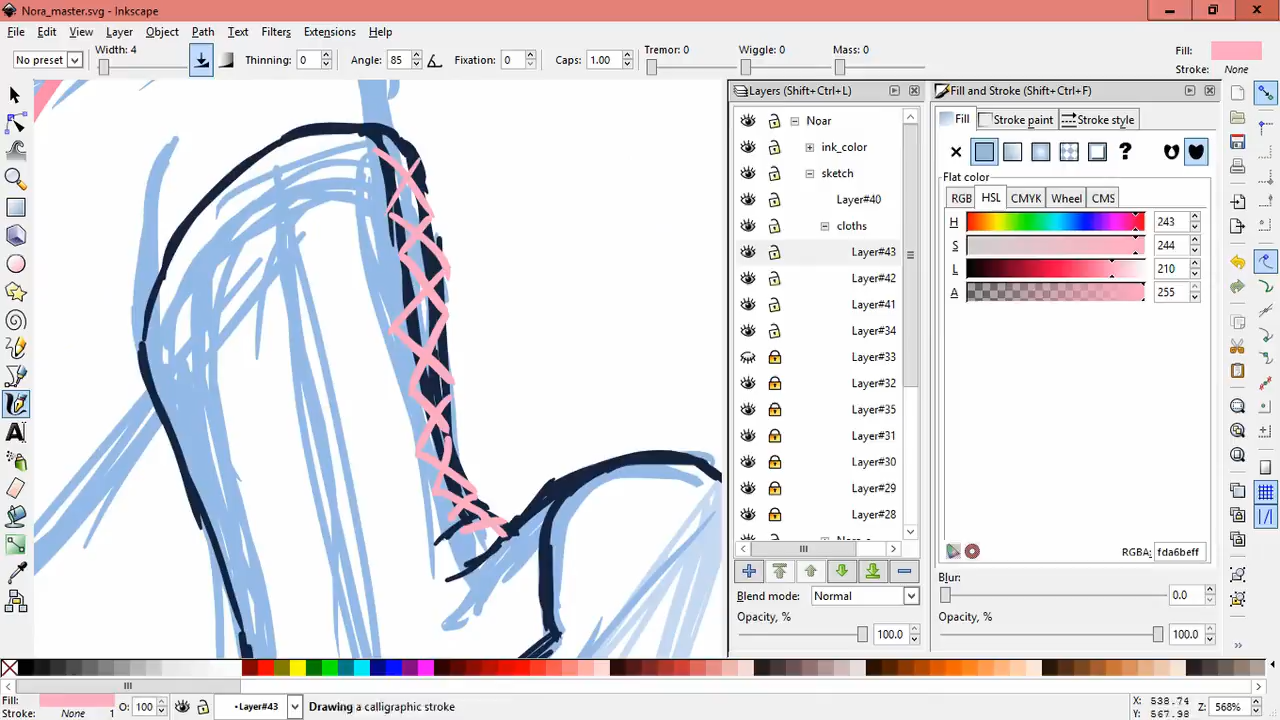 Nora_master.svg - Inkscape
File Edit View Layer Object Path Filters Text Extensions Help
No preset Width: 4 Thinning: 0 Angle: 85 Fixation: 0 Caps: 1.00 Tremor: 0 Wiggle: 0 Mass: 0 Fill:
Stroke: None
Layers (Shift+Ctrl+L) Fill and Stroke (Shift+Ctrl+F)
Noar
Fill Stroke paint Stroke style
ink_color
sketch
?
Flat color
Layer#40
RGB HSL CMYK Wheel CMS
cloths
H 243
S 244
Layer#43
L 210
Layer#42
A 255
Layer#41
Layer#34
Layer#33
Layer#32
Layer#35
Layer#31
Layer#30
Layer#29
Layer#28
RGBA: fda6beff
Blur:
Blend mode: Normal 0.0
Opacity, % Opacity, %
100.0 100.0
Fill:
Stroke: None 1 O: 100 •Layer#43 Drawing a calligraphic stroke X: 538.74
Y: 567.98 Z: 568%